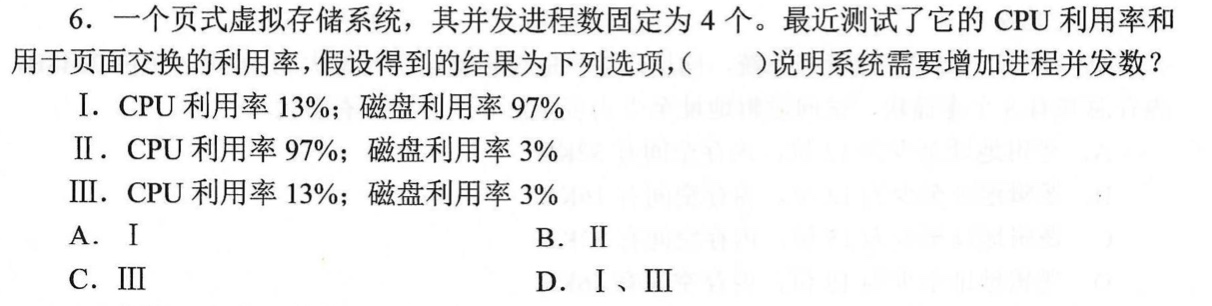 6．一个页式虚拟存储系统，其并发进程数固定为 4 个。最近测试了它的 CPU 利用率和
用于页面交换的利用率，假设得到的结果为下列选项，（　　）说明系统需要增加进程并发数？
Ⅰ．CPU 利用率 13%；磁盘利用率 97%
Ⅱ．CPU 利用率 97%；磁盘利用率 3%
Ⅲ．CPU 利用率 13%；磁盘利用率 3%
A．Ⅰ　　B．Ⅱ
C．Ⅲ　　D．Ⅰ、Ⅲ